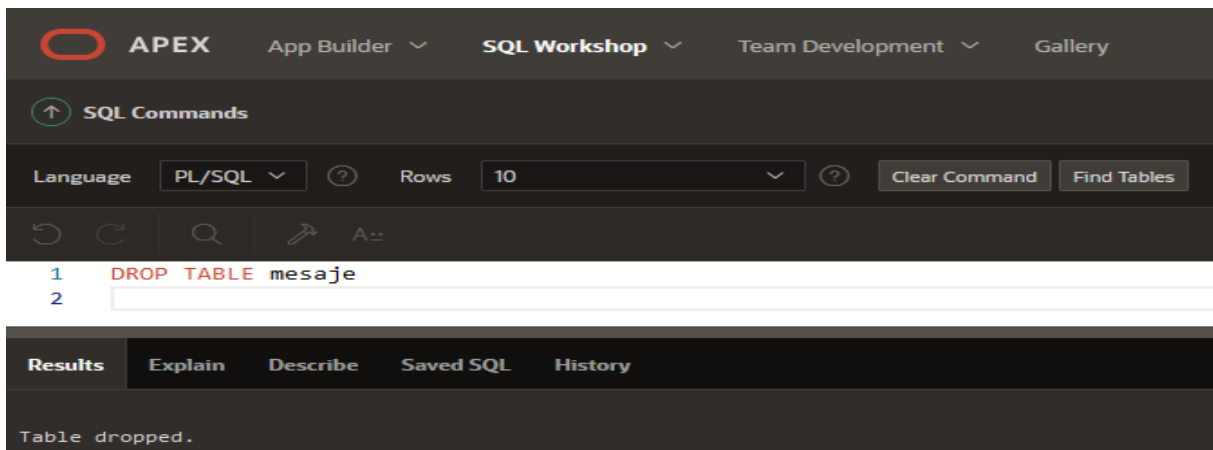 APEX App Builder SQL Workshop Team Development Gallery
SQL Commands
Language PL/SQL ? Rows 10 ? Clear Command Find Tables
A::
1 DROP TABLE mesaje
2
Results Explain Describe Saved SQL History
Table dropped.